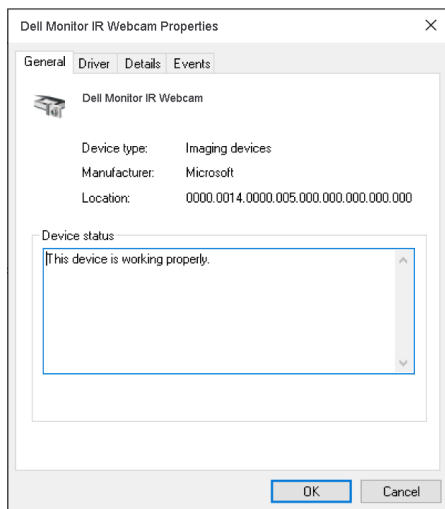 Dell Monitor IR Webcam Properties
General Driver Details Events
Dell Monitor IR Webcam
Device type: Imaging devices
Manufacturer: Microsoft
Location: 0000.0014.0000.005.000.000.000.000.000
Device status
This device is working properly.
OK Cancel